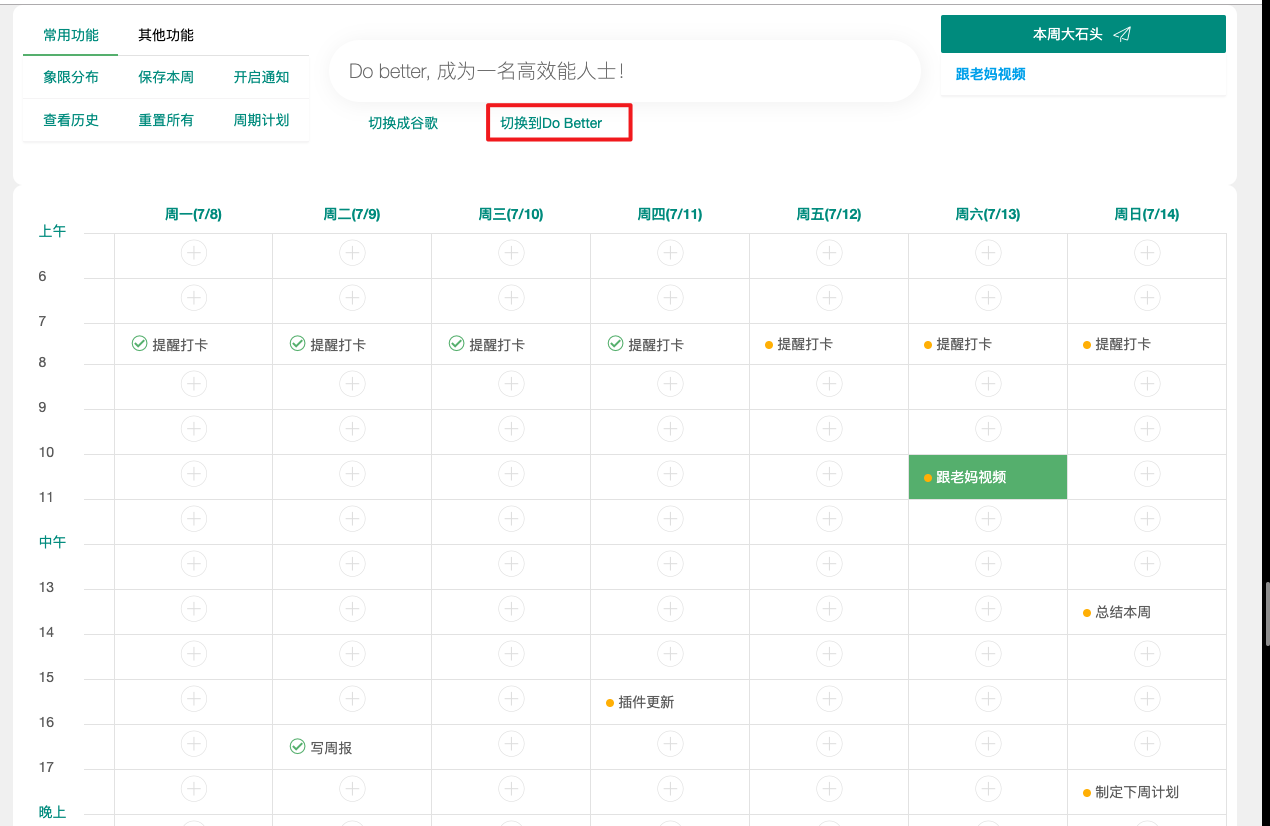 常用功能 其他功能
象限分布 保存本周 开启通知
查看历史 重置所有 周期计划
Do better, 成为一名高效能人士！
切换成谷歌 切换到Do Better
本周大石头
跟老妈视频
周一(7/8) 周二(7/9) 周三(7/10) 周四(7/11) 周五(7/12) 周六(7/13) 周日(7/14)
上午
6
7
提醒打卡 提醒打卡 提醒打卡 提醒打卡 提醒打卡 提醒打卡 提醒打卡
8
9
10
跟老妈视频
11
中午
13
总结本周
14
15
插件更新
16
写周报
17
制定下周计划
晚上